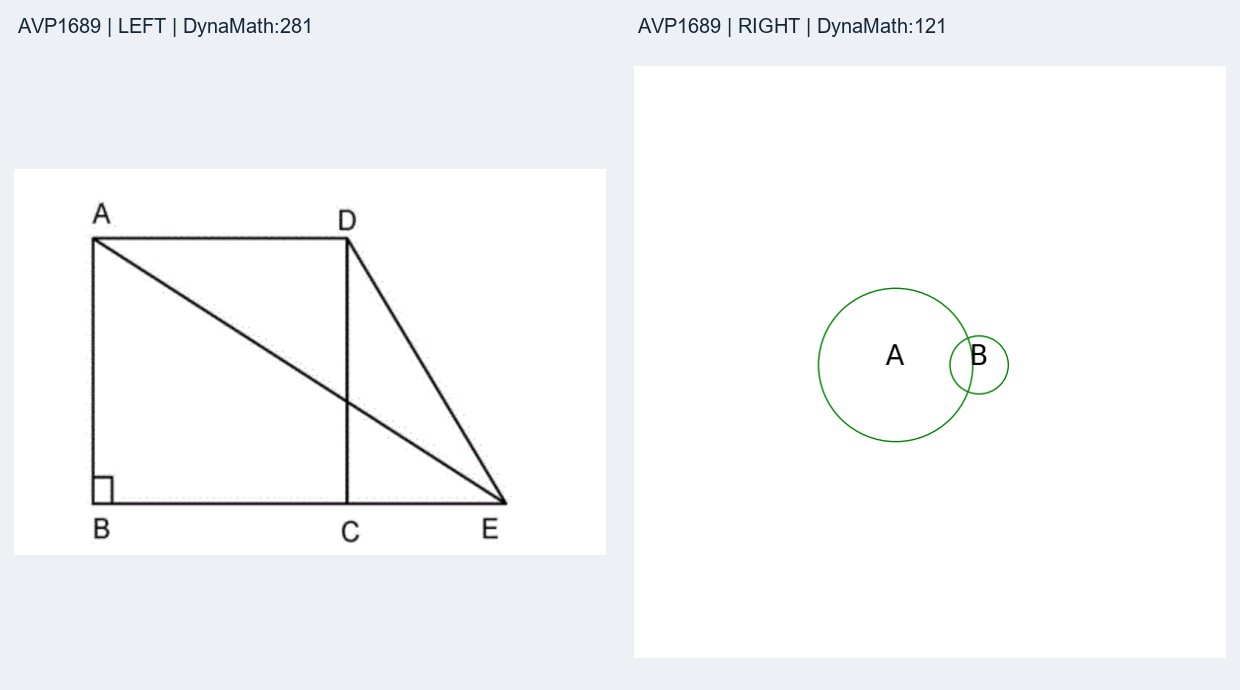 AVP1689 | LEFT | DynaMath:281
AVP1689 | RIGHT | DynaMath:121
A
D
B
C
E
A
B